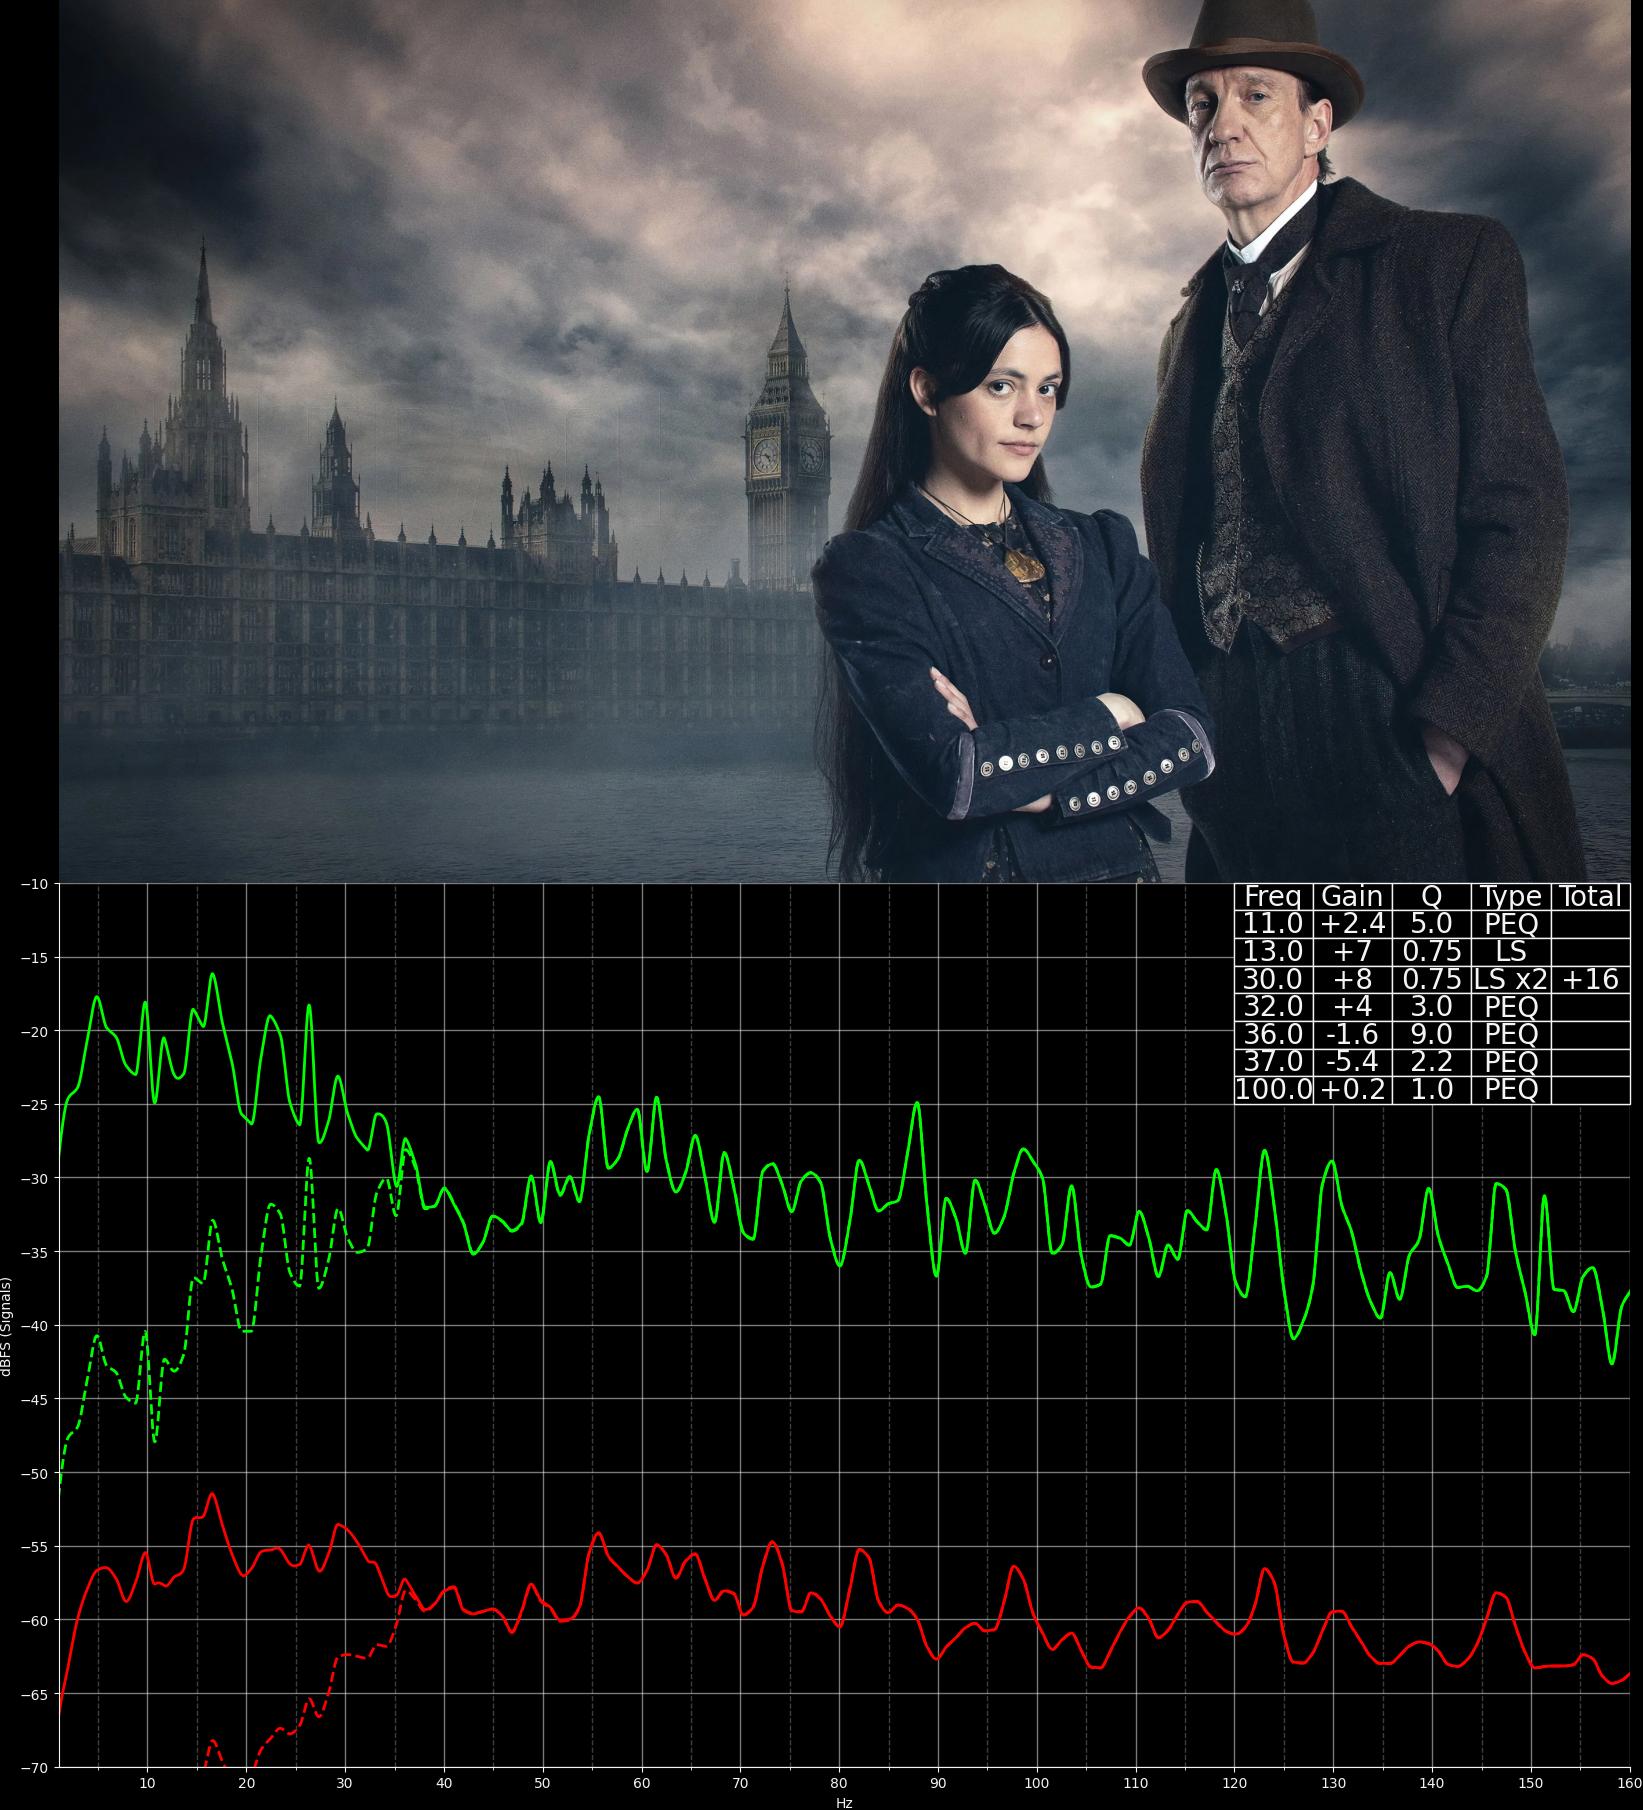 Freq Gain Q Type Total
11.0 +2.4 5.0 PEQ
13.0 +7 0.75 LS
30.0 +8 0.75 LS x2 +16
32.0 +4 3.0 PEQ
36.0 -1.6 9.0 PEQ
37.0 -5.4 2.2 PEQ
100.0 +0.2 1.0 PEQ
−10
−15
−20
−25
−30
−35
−40
−45
−50
−55
−60
−65
−70
dBFS (Signals)
10 20 30 40 50 60 70 80 90 100 110 120 130 140 150 160
Hz